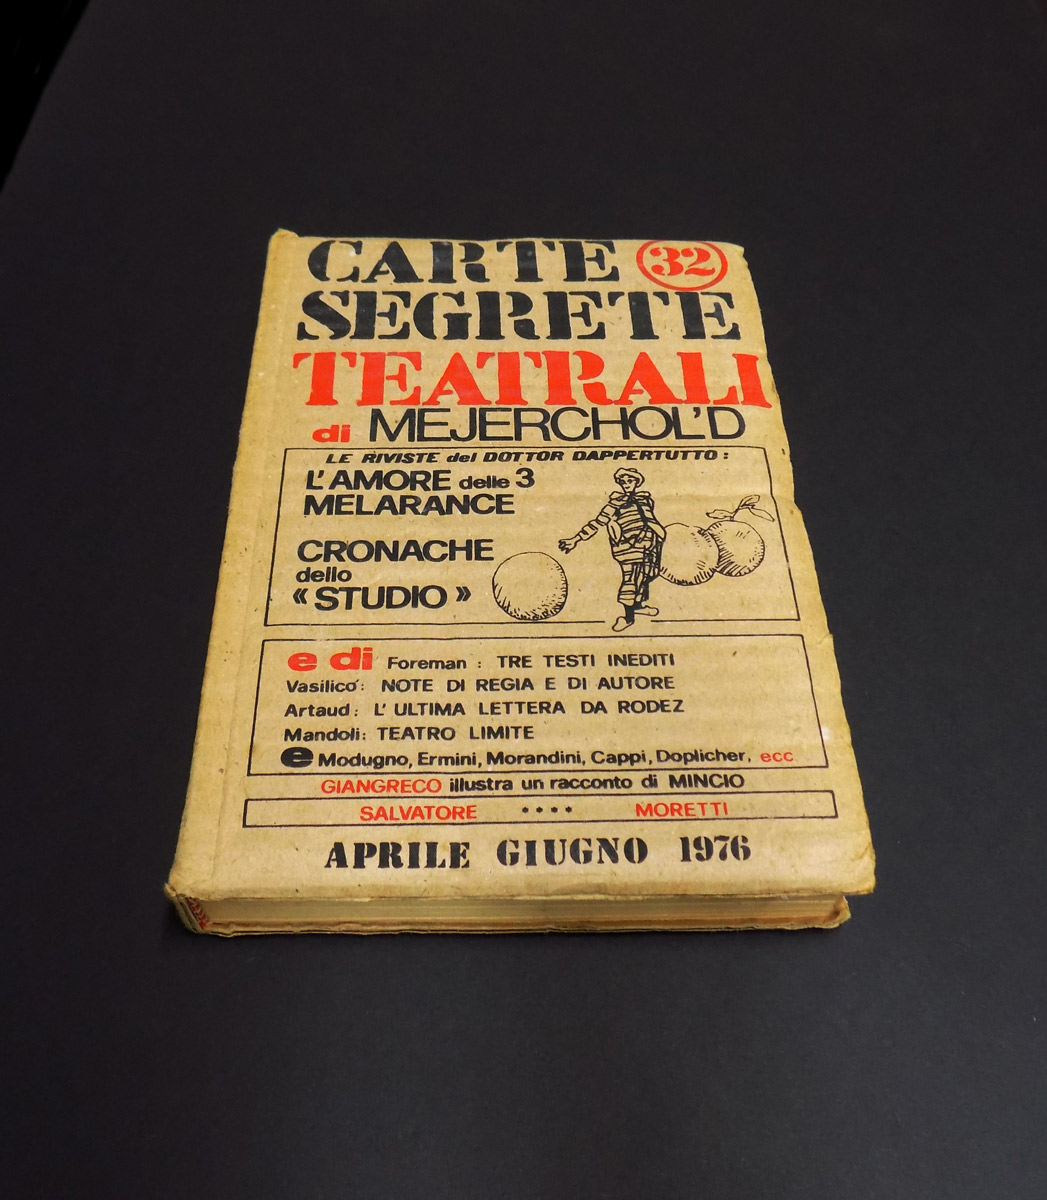 CARTE 32
SEGRETE
TEATRALI
di MEJERCHOL'D
LE RIVISTE del DOTTOR DAPPERTUTTO :
L'AMORE delle 3
MELARANCE
CRONACHE
dello
« STUDIO »
e di Foreman : TRE TESTI INEDITI
Vasilicó : NOTE DI REGIA E DI AUTORE
Artaud : L' ULTIMA LETTERA DA RODEZ
Mandoli: TEATRO LIMITE
e Modugno, Ermini, Morandini, Cappi, Doplicher, ecc
GIANGRECO illustra un racconto di MINCIO
SALVATORE **** MORETTI
APRILE GIUGNO 1976